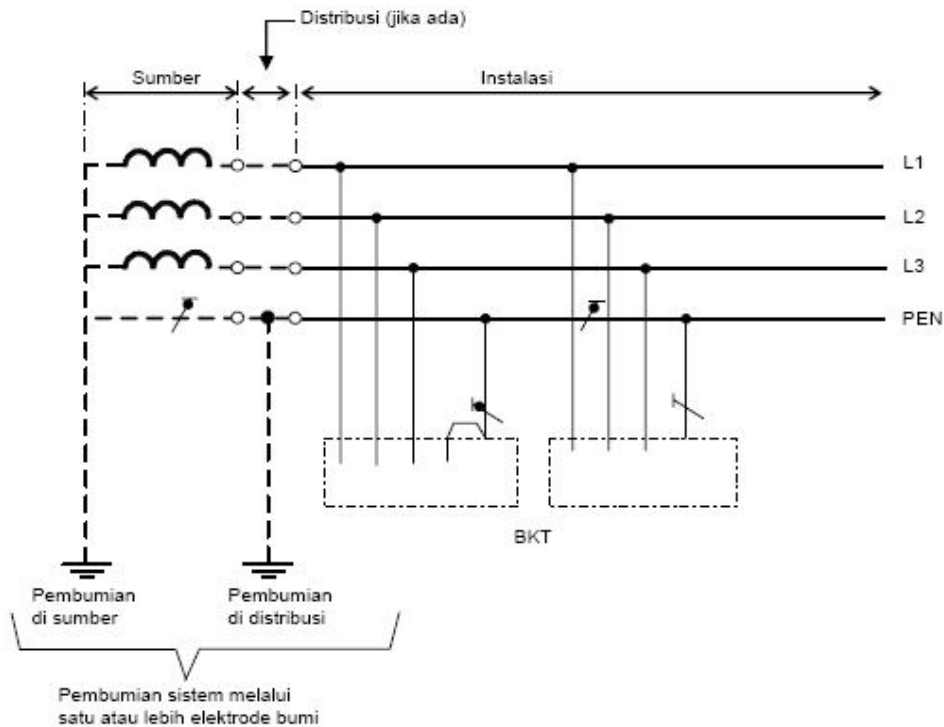 Distribusi (jika ada)
Sumber
Instalasi
L1
L2
L3
PEN
BKT
Pembumian
di sumber
Pembumian
di distribusi
Pembumian sistem melalui
satu atau lebih elektrode bumi